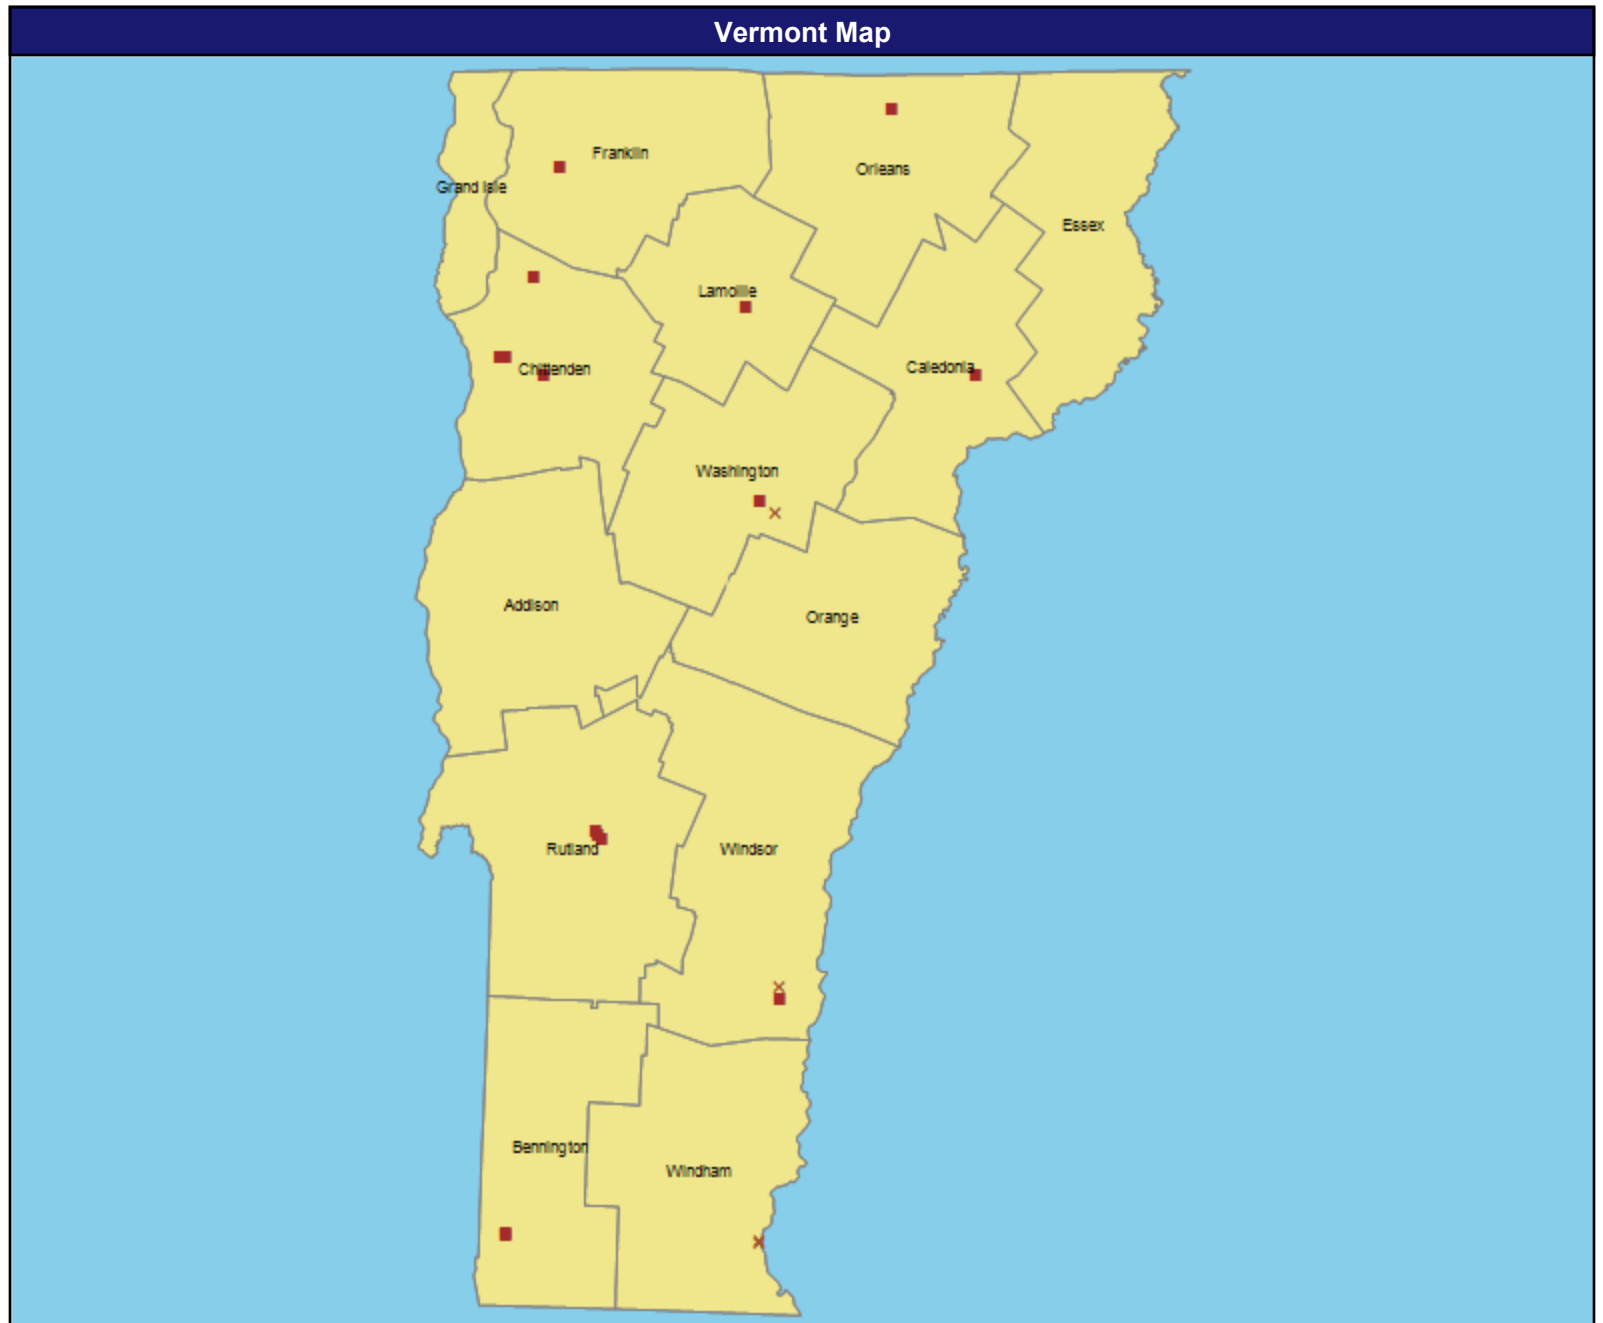 Vermont Map
Franklin
Orleans
Grand Isle
Essex
Lamoille
Chittenden
Caledonia
Washington
Addison
Orange
Rutland
Windsor
Bennington
Windham